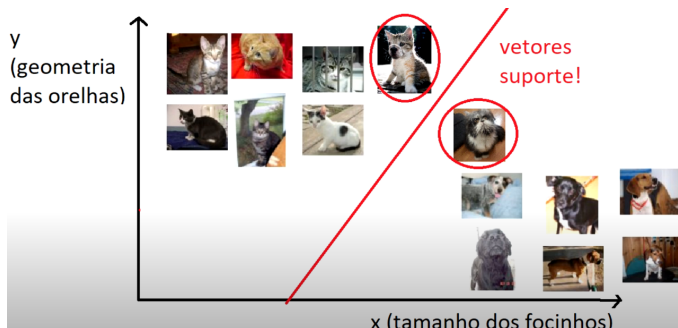 y
(geometria
das orelhas)
vetores
suporte!
x (tamanho dos focinhos)